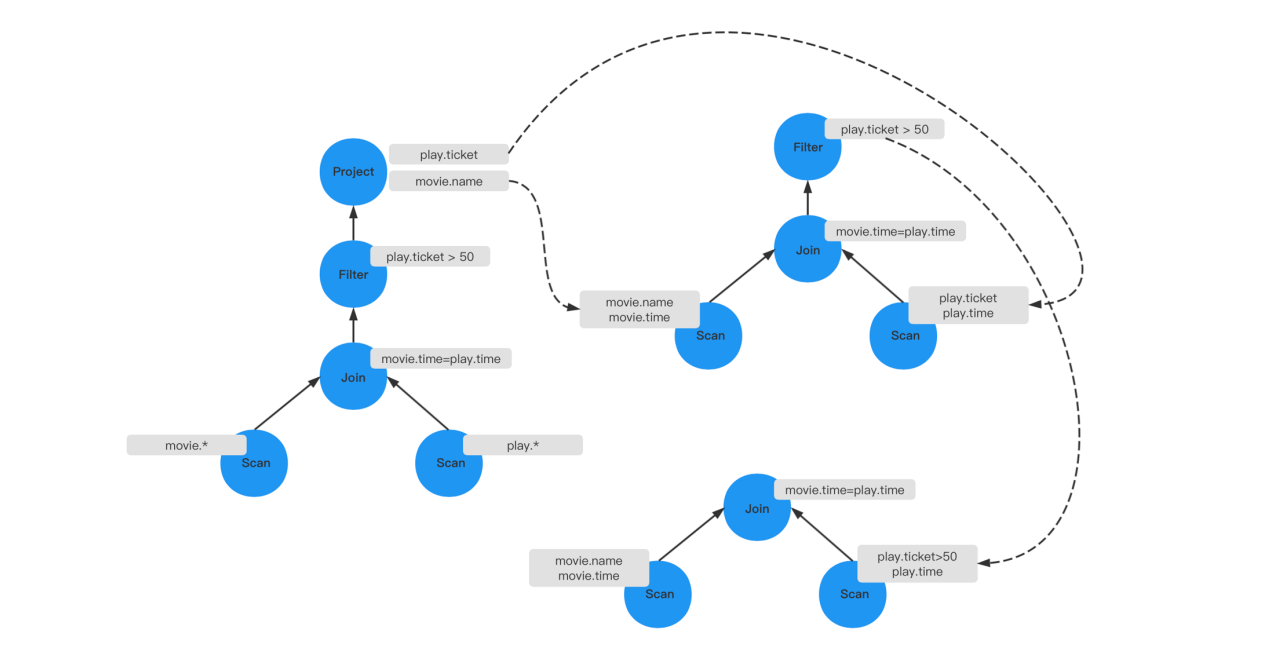 Project
play.ticket
movie.name
Filter
play.ticket > 50
Join
movie.time=play.time
movie.*
Scan
play.*
Scan
play.ticket > 50
Filter
movie.time=play.time
Join
movie.name
movie.time
Scan
play.ticket
play.time
Scan
movie.time=play.time
Join
movie.name
movie.time
Scan
play.ticket>50
play.time
Scan